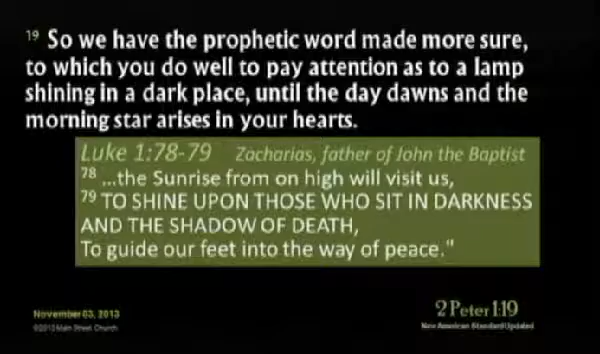 19 So we have the prophetic word made more sure,
to which you do well to pay attention as to a lamp
shining in a dark place, until the day dawns and the
morning star arises in your hearts.
Luke 1:78-79 Zacharias, father of John the Baptist
78 ...the Sunrise from on high will visit us,
79 TO SHINE UPON THOSE WHO SIT IN DARKNESS
AND THE SHADOW OF DEATH,
To guide our feet into the way of peace."
November 03, 2013
©2013 Main Street Church
2 Peter 1:19
New American Standard Updated